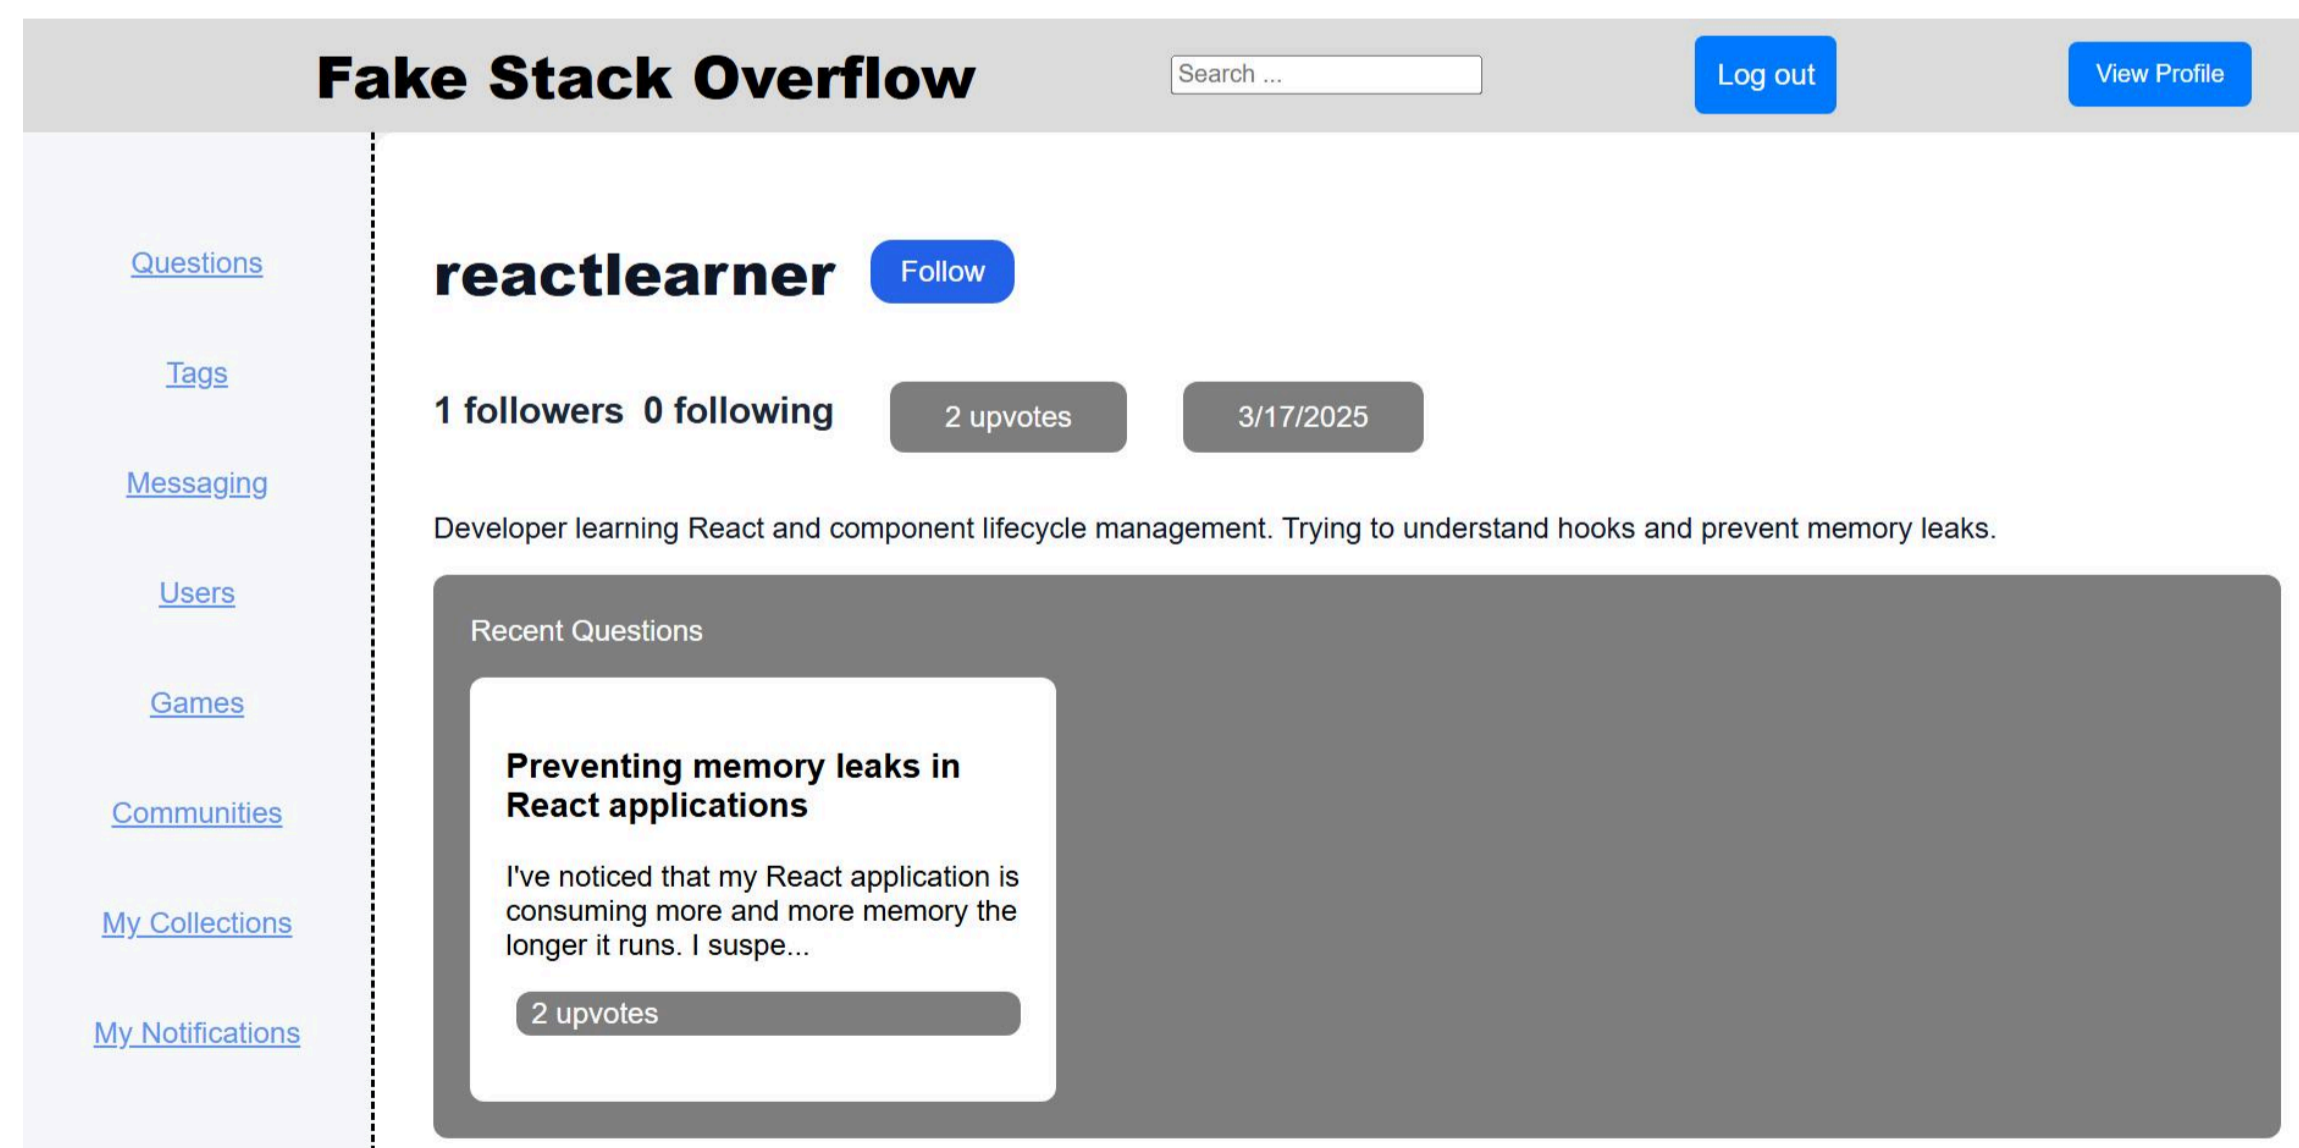 Fake Stack Overflow
Search ...
Log out
View Profile
Questions
Tags
Messaging
Users
Games
Communities
My Collections
My Notifications
reactlearner
Follow
1 followers 0 following
2 upvotes
3/17/2025
Developer learning React and component lifecycle management. Trying to understand hooks and prevent memory leaks.
Recent Questions
Preventing memory leaks in
React applications
I've noticed that my React application is
consuming more and more memory the
longer it runs. I suspe...
2 upvotes